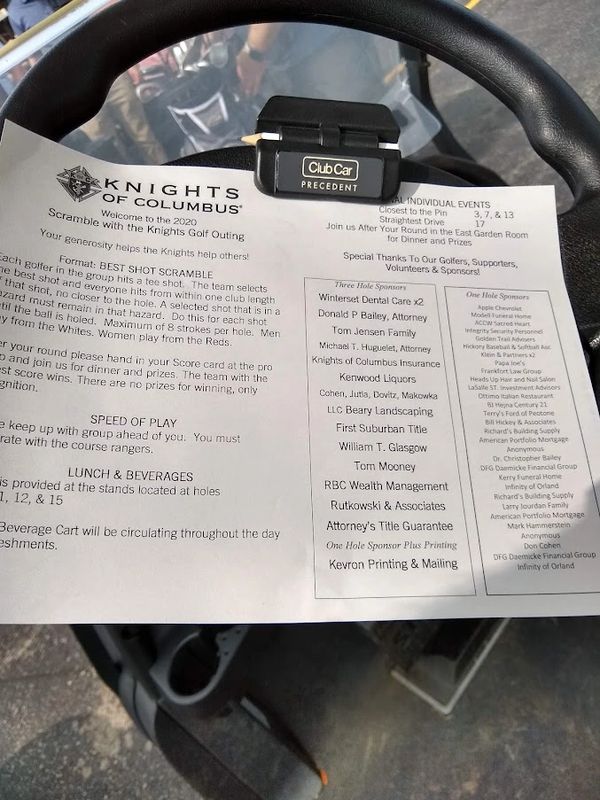 Club Car
PRECEDENT
KNIGHTS
OF COLUMBUS®
Welcome to the 2020
Scramble with the Knights Golf Outing
Your generosity helps the Knights help others!
Format: BEST SHOT SCRAMBLE
ach golfer in the group hits a tee shot. The team selects
he best shot and everyone hits from within one club length
that shot, no closer to the hole. A selected shot that is in a
azard must remain in that hazard. Do this for each shot
til the ball is holed. Maximum of 8 strokes per hole. Men
y from the Whites. Women play from the Reds.
er your round please hand in your Score card at the pro
p and join us for dinner and prizes. The team with the
est score wins. There are no prizes for winning, only
gnition.
SPEED OF PLAY
e keep up with group ahead of you. You must
rate with the course rangers.
LUNCH & BEVERAGES
is provided at the stands located at holes
1, 12, & 15
Beverage Cart will be circulating throughout the day
eshments.
AL INDIVIDUAL EVENTS
Closest to the Pin 3, 7, & 13
Straightest Drive 17
Join us After Your Round in the East Garden Room
for Dinner and Prizes
Special Thanks To Our Golfers, Supporters,
Volunteers & Sponsors!
Three Hole Sponsors
Winterset Dental Care x2
Donald P Bailey, Attorney
Tom Jensen Family
Michael T. Huguelet, Attorney
Knights of Columbus Insurance
Kenwood Liquors
Cohen, Jutla, Dovitz, Makowka
LLC Beary Landscaping
First Suburban Title
William T. Glasgow
Tom Mooney
RBC Wealth Management
Rutkowski & Associates
Attorney's Title Guarantee
One Hole Sponsor Plus Printing
Kevron Printing & Mailing
One Hole Sponsors
Apple Chevrolet
Modell Funeral Home
ACCW Sacred Heart
Integrity Security Personnel
Golden Trail Advisers
Hickory Baseball & Softball Asc
Klein & Partners x2
Papa Joe's
Frankfort Law Group
Heads Up Hair and Nail Salon
LaSalle ST. Investment Advisors
Ottimo Italian Restaurant
BJ Hejna Century 21
Terry's Ford of Peotone
Bill Hickey & Associates
Richard's Building Supply
American Portfolio Mortgage
Anonymous
Dr. Christopher Bailey
DFG Daemicke Financial Group
Kerry Funeral Home
Infinity of Orland
Richard's Building Supply
Larry Jourdan Family
American Portfolio Mortgage
Mark Hammerstein
Anonymous
Don Cohen
DFG Daemicke Financial Group
Infinity of Orland